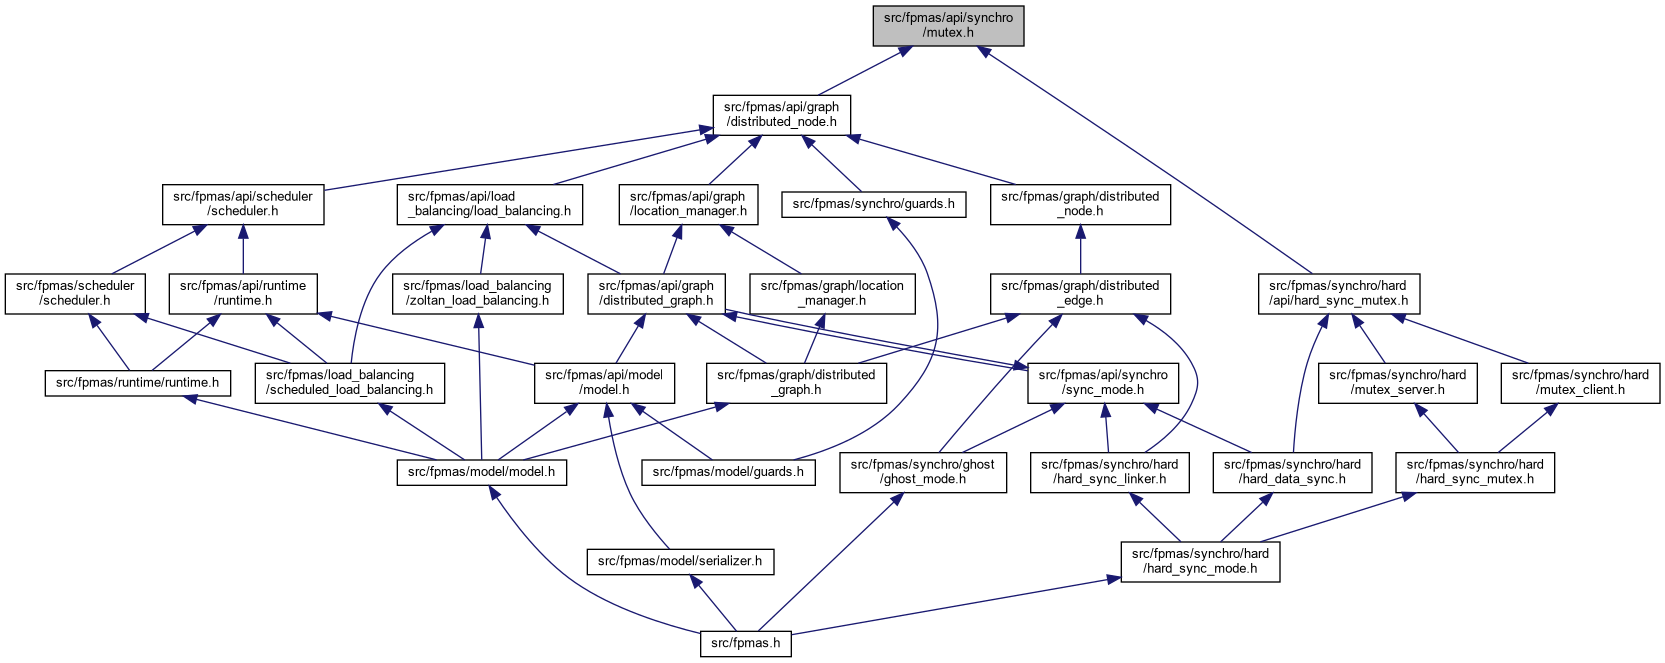 src/fpmas/api/synchro
/mutex.h
src/fpmas/api/graph
/distributed_node.h
src/fpmas/api/scheduler
/scheduler.h
src/fpmas/api/load
_balancing/load_balancing.h
src/fpmas/api/graph
/location_manager.h
src/fpmas/synchro/guards.h
src/fpmas/graph/distributed
_node.h
src/fpmas/scheduler
/scheduler.h
src/fpmas/api/runtime
/runtime.h
src/fpmas/load_balancing
/zoltan_load_balancing.h
src/fpmas/api/graph
/distributed_graph.h
src/fpmas/graph/location
_manager.h
src/fpmas/graph/distributed
_edge.h
src/fpmas/synchro/hard
/api/hard_sync_mutex.h
src/fpmas/runtime/runtime.h
src/fpmas/load_balancing
/scheduled_load_balancing.h
src/fpmas/api/model
/model.h
src/fpmas/graph/distributed
_graph.h
src/fpmas/api/synchro
/sync_mode.h
src/fpmas/synchro/hard
/mutex_server.h
src/fpmas/synchro/hard
/mutex_client.h
src/fpmas/model/model.h
src/fpmas/model/guards.h
src/fpmas/synchro/ghost
/ghost_mode.h
src/fpmas/synchro/hard
/hard_sync_linker.h
src/fpmas/synchro/hard
/hard_data_sync.h
src/fpmas/synchro/hard
/hard_sync_mutex.h
src/fpmas/model/serializer.h
src/fpmas/synchro/hard
/hard_sync_mode.h
src/fpmas.h